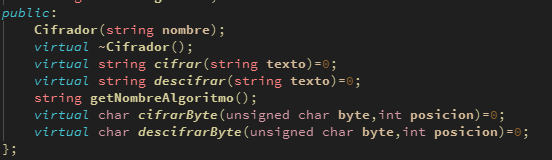 public:
    Cifrador(string nombre);
    virtual ~Cifrador();
    virtual string cifrar(string texto)=0;
    virtual string descifrar(string texto)=0;
    string getNombreAlgoritmo();
    virtual char cifrarByte(unsigned char byte,int posicion)=0;
    virtual char descifrarByte(unsigned char byte,int posicion)=0;
};